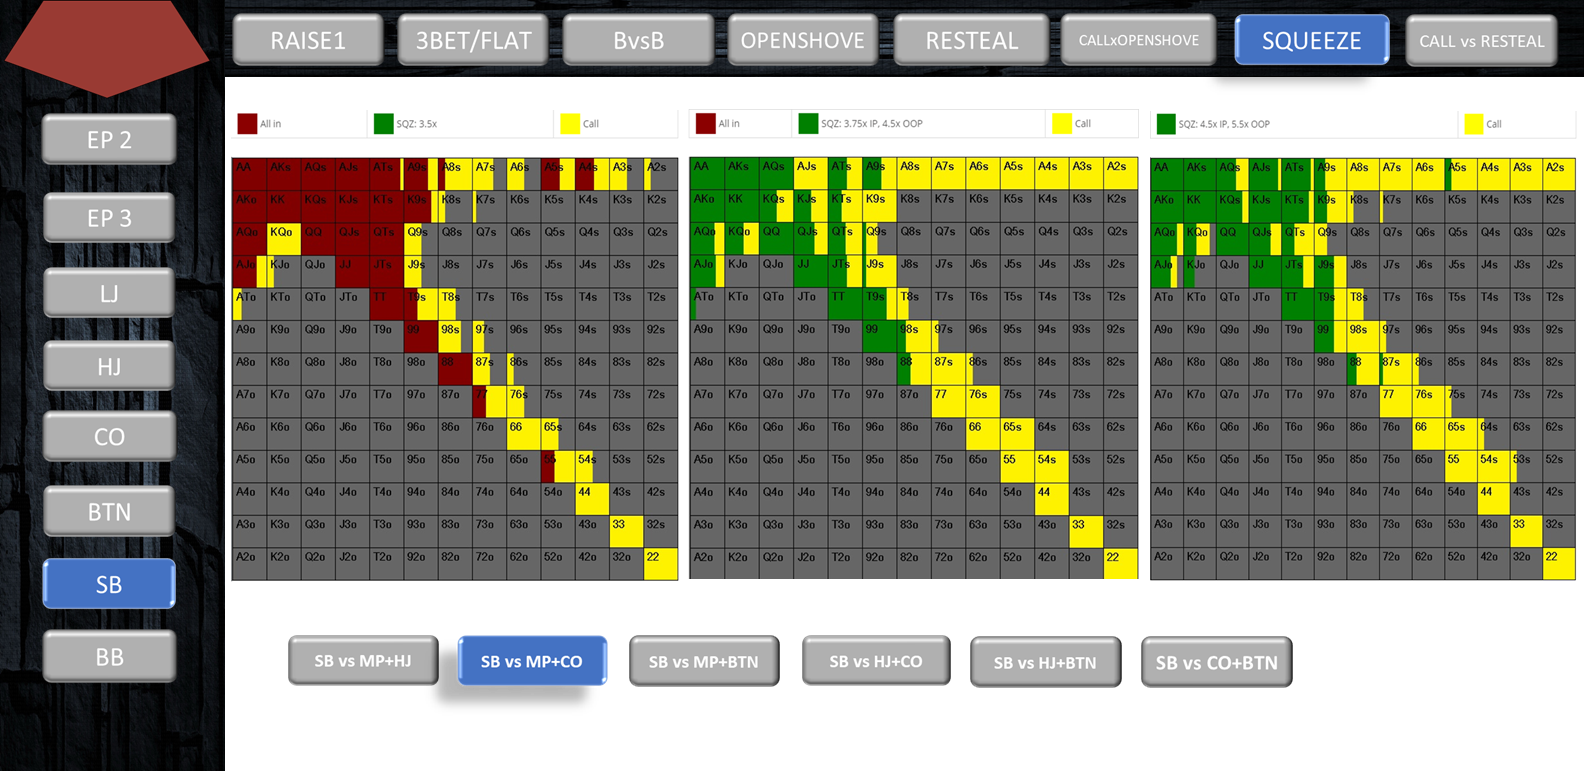 RAISE1 3BET/FLAT BvsB OPENSHOVE RESTEAL CALLxOPENSHOVE SQUEEZE CALL vs RESTEAL
EP 2
EP 3
LJ
HJ
CO
BTN
SB
BB
All in SQZ: 3.5x Call
AA AKs AQs AJs ATs A9s A8s A7s A6s A5s A4s A3s A2s
AKo KK KQs KJs KTs K9s K8s K7s K6s K5s K4s K3s K2s
AQo KQo QQ QJs QTs Q9s Q8s Q7s Q6s Q5s Q4s Q3s Q2s
AJo KJo QJo JJ JTs J9s J8s J7s J6s J5s J4s J3s J2s
ATo KTo QTo JTo TT T9s T8s T7s T6s T5s T4s T3s T2s
A9o K9o Q9o J9o T9o 99 98s 97s 96s 95s 94s 93s 92s
A8o K8o Q8o J8o T8o 98o 88 87s 86s 85s 84s 83s 82s
A7o K7o Q7o J7o T7o 97o 87o 77 76s 75s 74s 73s 72s
A6o K6o Q6o J6o T6o 96o 86o 76o 66 65s 64s 63s 62s
A5o K5o Q5o J5o T5o 95o 85o 75o 65o 55 54s 53s 52s
A4o K4o Q4o J4o T4o 94o 84o 74o 64o 54o 44 43s 42s
A3o K3o Q3o J3o T3o 93o 83o 73o 63o 53o 43o 33 32s
A2o K2o Q2o J2o T2o 92o 82o 72o 62o 52o 42o 32o 22
All in SQZ: 3.75x IP, 4.5x OOP Call
AA AKs AQs AJs ATs A9s A8s A7s A6s A5s A4s A3s A2s
AKo KK KQs KJs KTs K9s K8s K7s K6s K5s K4s K3s K2s
AQo KQo QQ QJs QTs Q9s Q8s Q7s Q6s Q5s Q4s Q3s Q2s
AJo KJo QJo JJ JTs J9s J8s J7s J6s J5s J4s J3s J2s
ATo KTo QTo JTo TT T9s T8s T7s T6s T5s T4s T3s T2s
A9o K9o Q9o J9o T9o 99 98s 97s 96s 95s 94s 93s 92s
A8o K8o Q8o J8o T8o 98o 88 87s 86s 85s 84s 83s 82s
A7o K7o Q7o J7o T7o 97o 87o 77 76s 75s 74s 73s 72s
A6o K6o Q6o J6o T6o 96o 86o 76o 66 65s 64s 63s 62s
A5o K5o Q5o J5o T5o 95o 85o 75o 65o 55 54s 53s 52s
A4o K4o Q4o J4o T4o 94o 84o 74o 64o 54o 44 43s 42s
A3o K3o Q3o J3o T3o 93o 83o 73o 63o 53o 43o 33 32s
A2o K2o Q2o J2o T2o 92o 82o 72o 62o 52o 42o 32o 22
SQZ: 4.5x IP, 5.5x OOP Call
AA AKs AQs AJs ATs A9s A8s A7s A6s A5s A4s A3s A2s
AKo KK KQs KJs KTs K9s K8s K7s K6s K5s K4s K3s K2s
AQo KQo QQ QJs QTs Q9s Q8s Q7s Q6s Q5s Q4s Q3s Q2s
AJo KJo QJo JJ JTs J9s J8s J7s J6s J5s J4s J3s J2s
ATo KTo QTo JTo TT T9s T8s T7s T6s T5s T4s T3s T2s
A9o K9o Q9o J9o T9o 99 98s 97s 96s 95s 94s 93s 92s
A8o K8o Q8o J8o T8o 98o 88 87s 86s 85s 84s 83s 82s
A7o K7o Q7o J7o T7o 97o 87o 77 76s 75s 74s 73s 72s
A6o K6o Q6o J6o T6o 96o 86o 76o 66 65s 64s 63s 62s
A5o K5o Q5o J5o T5o 95o 85o 75o 65o 55 54s 53s 52s
A4o K4o Q4o J4o T4o 94o 84o 74o 64o 54o 44 43s 42s
A3o K3o Q3o J3o T3o 93o 83o 73o 63o 53o 43o 33 32s
A2o K2o Q2o J2o T2o 92o 82o 72o 62o 52o 42o 32o 22
SB vs MP+HJ SB vs MP+CO SB vs MP+BTN SB vs HJ+CO SB vs HJ+BTN SB vs CO+BTN